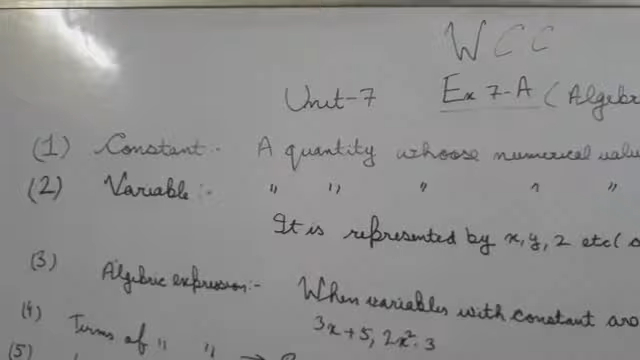 WCC
Unit-7 Ex 7-A (Algebr
(1) Constant:- A quantity whoose numerical valu
(2) Variable:- " " " " "
It is represented by x, y, z etc(
(3) Algebric expression:- When variables with constant are
3x+5, 2x²-3
(4) Terms of " " →
(5)